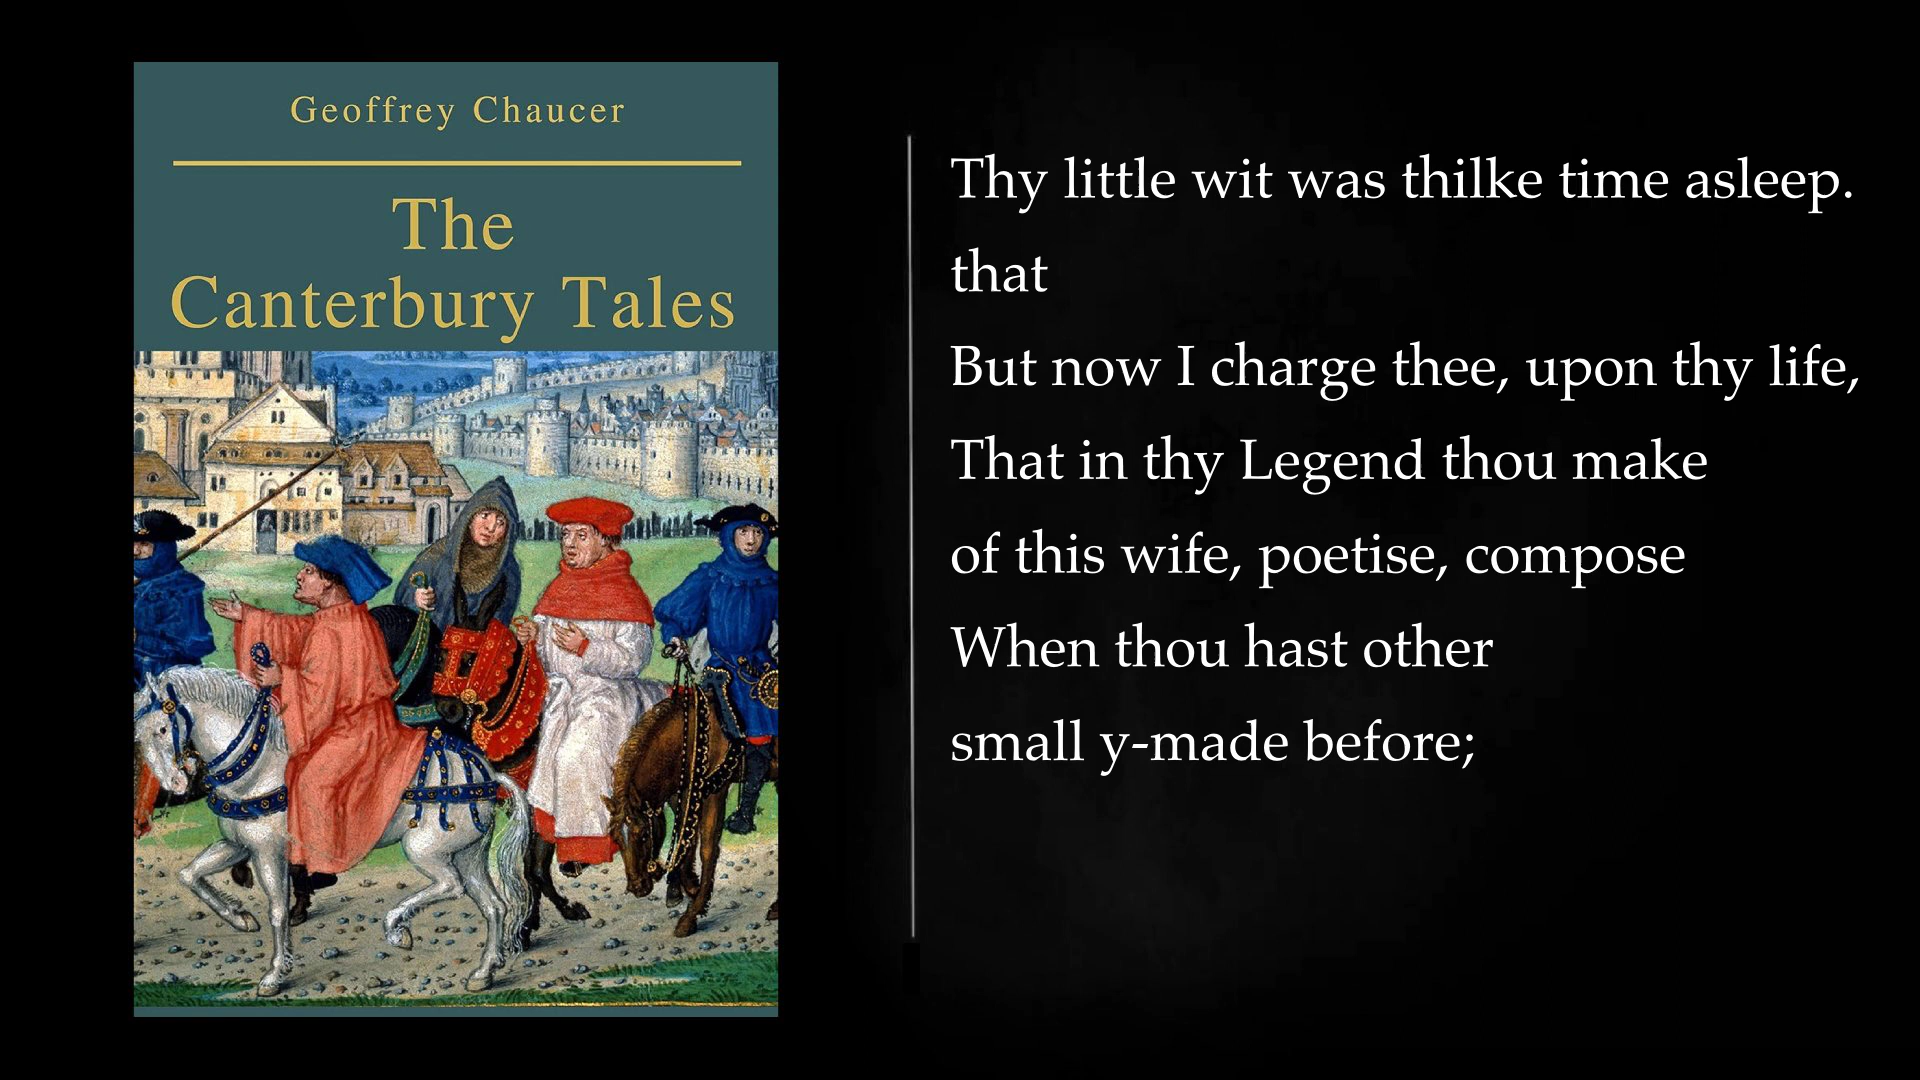 Geoffrey Chaucer
The
Canterbury Tales
Thy little wit was thilke time asleep.
that
But now I charge thee, upon thy life,
That in thy Legend thou make
of this wife, poetise, compose
When thou hast other
small y-made before;